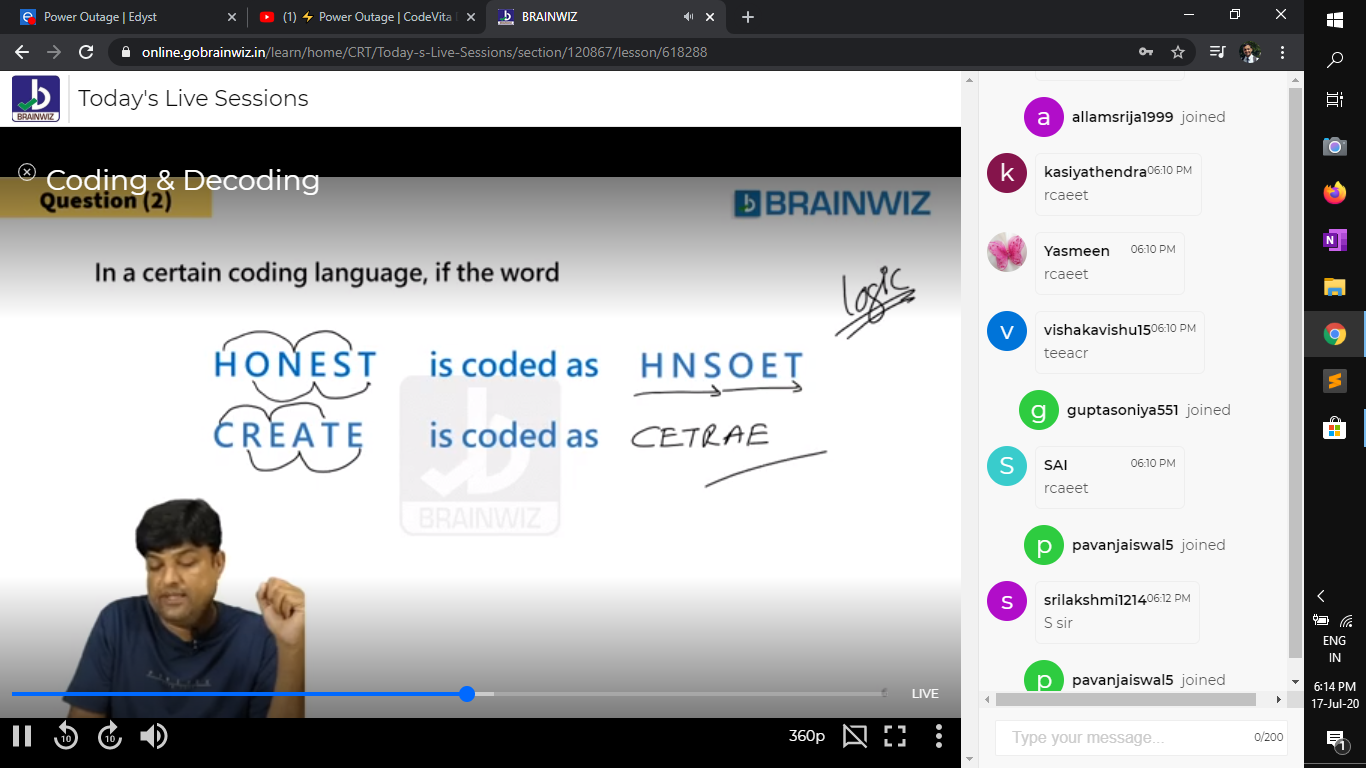 Power Outage | Edyst
(1) ⚡ Power Outage | CodeVita
BRAINWIZ
online.gobrainwiz.in/learn/home/CRT/Today-s-Live-Sessions/section/120867/lesson/618288
BRAINWIZ
Today's Live Sessions
Coding & Decoding
Question (2)
BRAINWIZ
In a certain coding language, if the word
logic
HONEST is coded as HNSOET
CREATE is coded as CETRAE
BRAINWIZ
LIVE
10 10 360p
a allamsrija1999 joined
k kasiyathendra 06:10 PM
rcaeet
Yasmeen 06:10 PM
rcaeet
v vishakavishu15 06:10 PM
teeacr
g guptasoniya551 joined
S SAI 06:10 PM
rcaeet
p pavanjaiswal5 joined
s srilakshmi1214 06:12 PM
S sir
p pavanjaiswal5 joined
Type your message... 0/200
ENG
IN
6:14 PM
17-Jul-20
1